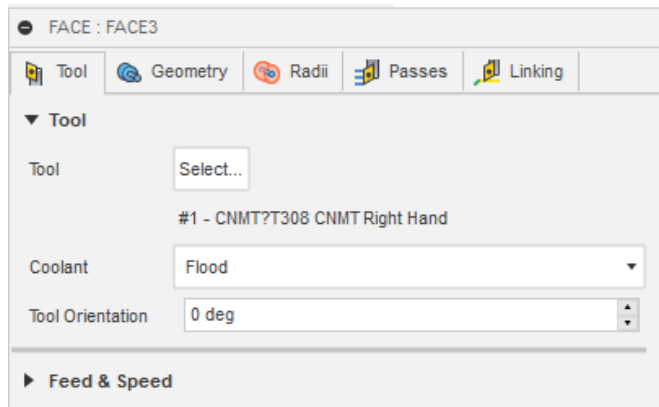 FACE : FACE3
Tool Geometry Radii Passes Linking
Tool
Tool Select...
#1 - CNMT?T308 CNMT Right Hand
Coolant Flood
Tool Orientation 0 deg
Feed & Speed